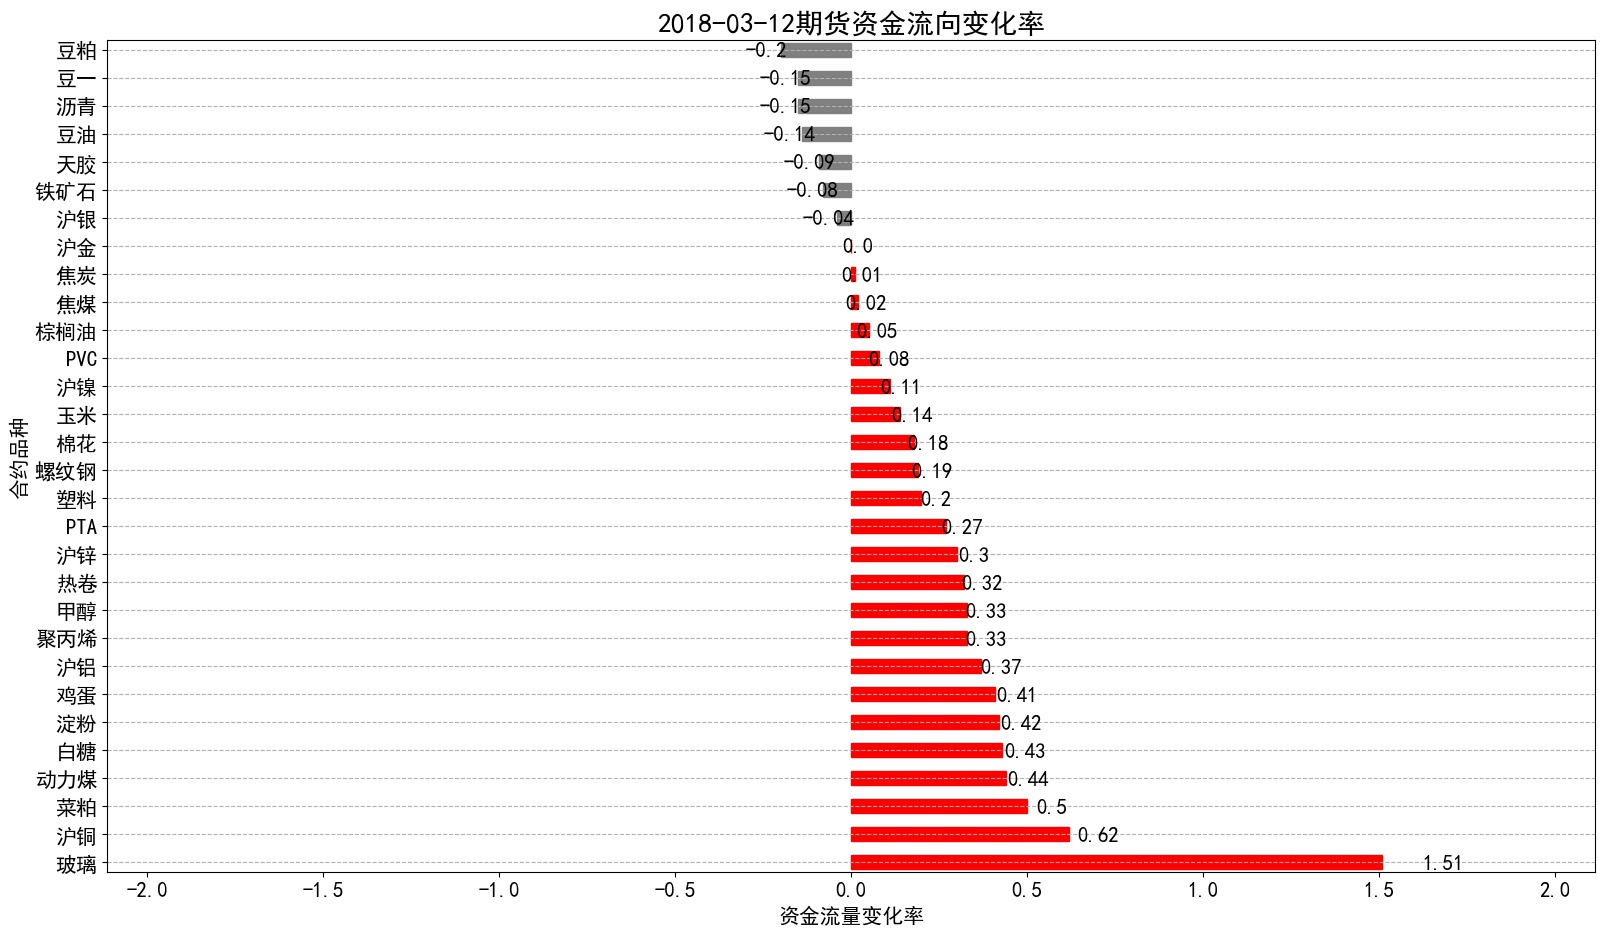 2018-03-12期货资金流向变化率
豆粕 -0.2
豆一 -0.15
沥青 -0.15
豆油 -0.14
天胶 -0.09
铁矿石 -0.08
沪银 -0.04
沪金 0.0
焦炭 0.01
焦煤 0.02
棕榈油 0.05
PVC 0.08
沪镍 0.11
玉米 0.14
棉花 0.18
螺纹钢 0.19
塑料 0.2
PTA 0.27
沪锌 0.3
热卷 0.32
甲醇 0.33
聚丙烯 0.33
沪铝 0.37
鸡蛋 0.41
淀粉 0.42
白糖 0.43
动力煤 0.44
菜粕 0.5
沪铜 0.62
玻璃 1.51
合约品种
-2.0 -1.5 -1.0 -0.5 0.0 0.5 1.0 1.5 2.0
资金流量变化率